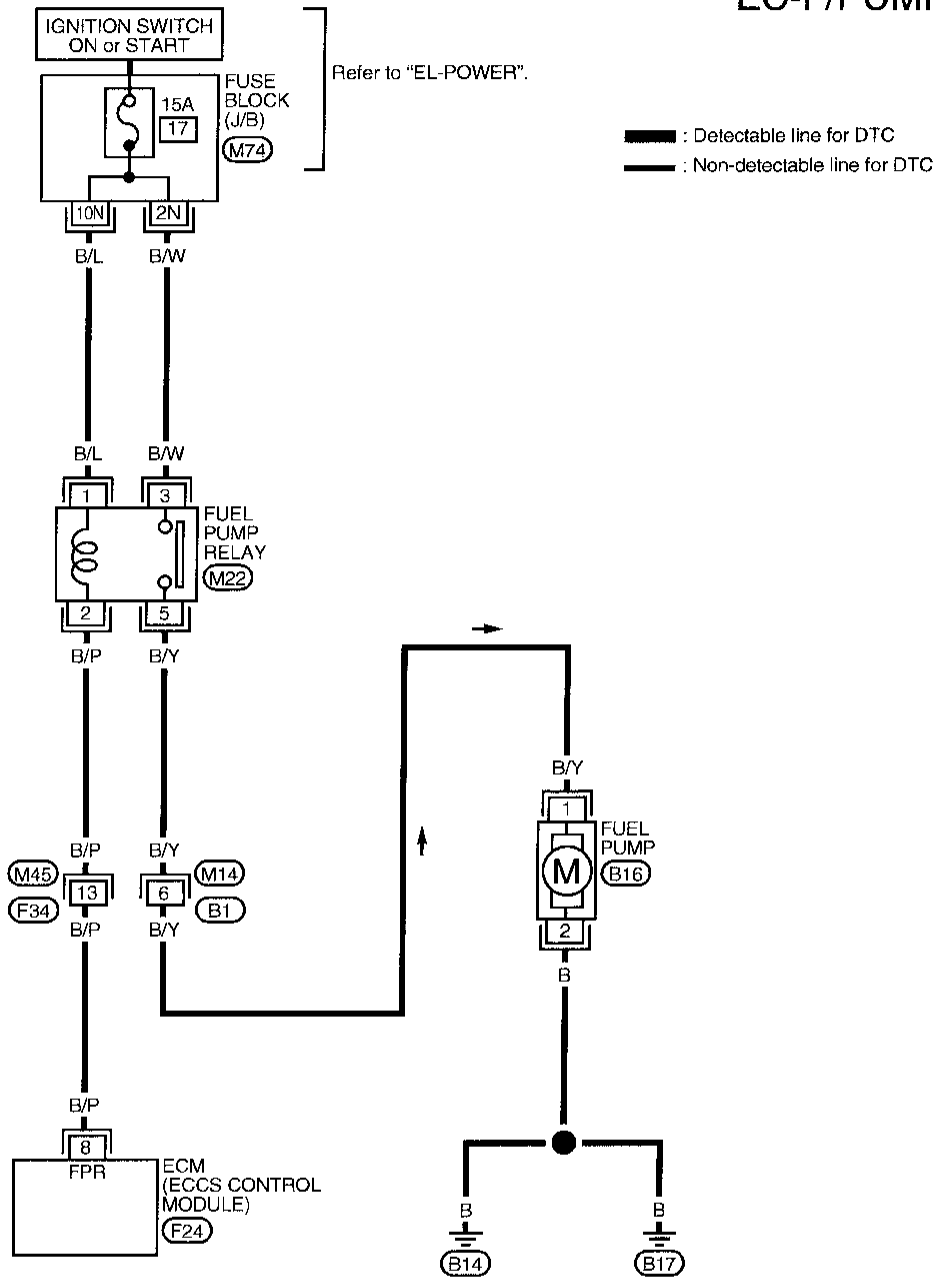 IGNITION SWITCH
ON or START
Refer to “EL-POWER”.
FUSE
BLOCK
(J/B)
M74
15A
17
: Detectable line for DTC
: Non-detectable line for DTC
10N
2N
B/L
B/W
B/L
B/W
1
3
FUEL
PUMP
RELAY
M22
2
5
B/P
B/Y
B/Y
1
FUEL
PUMP
B16
M
2
B
B/P
B/Y
M45
13
6
M14
F34
B1
B/P
B/Y
B/P
8
FPR
ECM
(ECCS CONTROL
MODULE)
F24
B
B
B14
B17